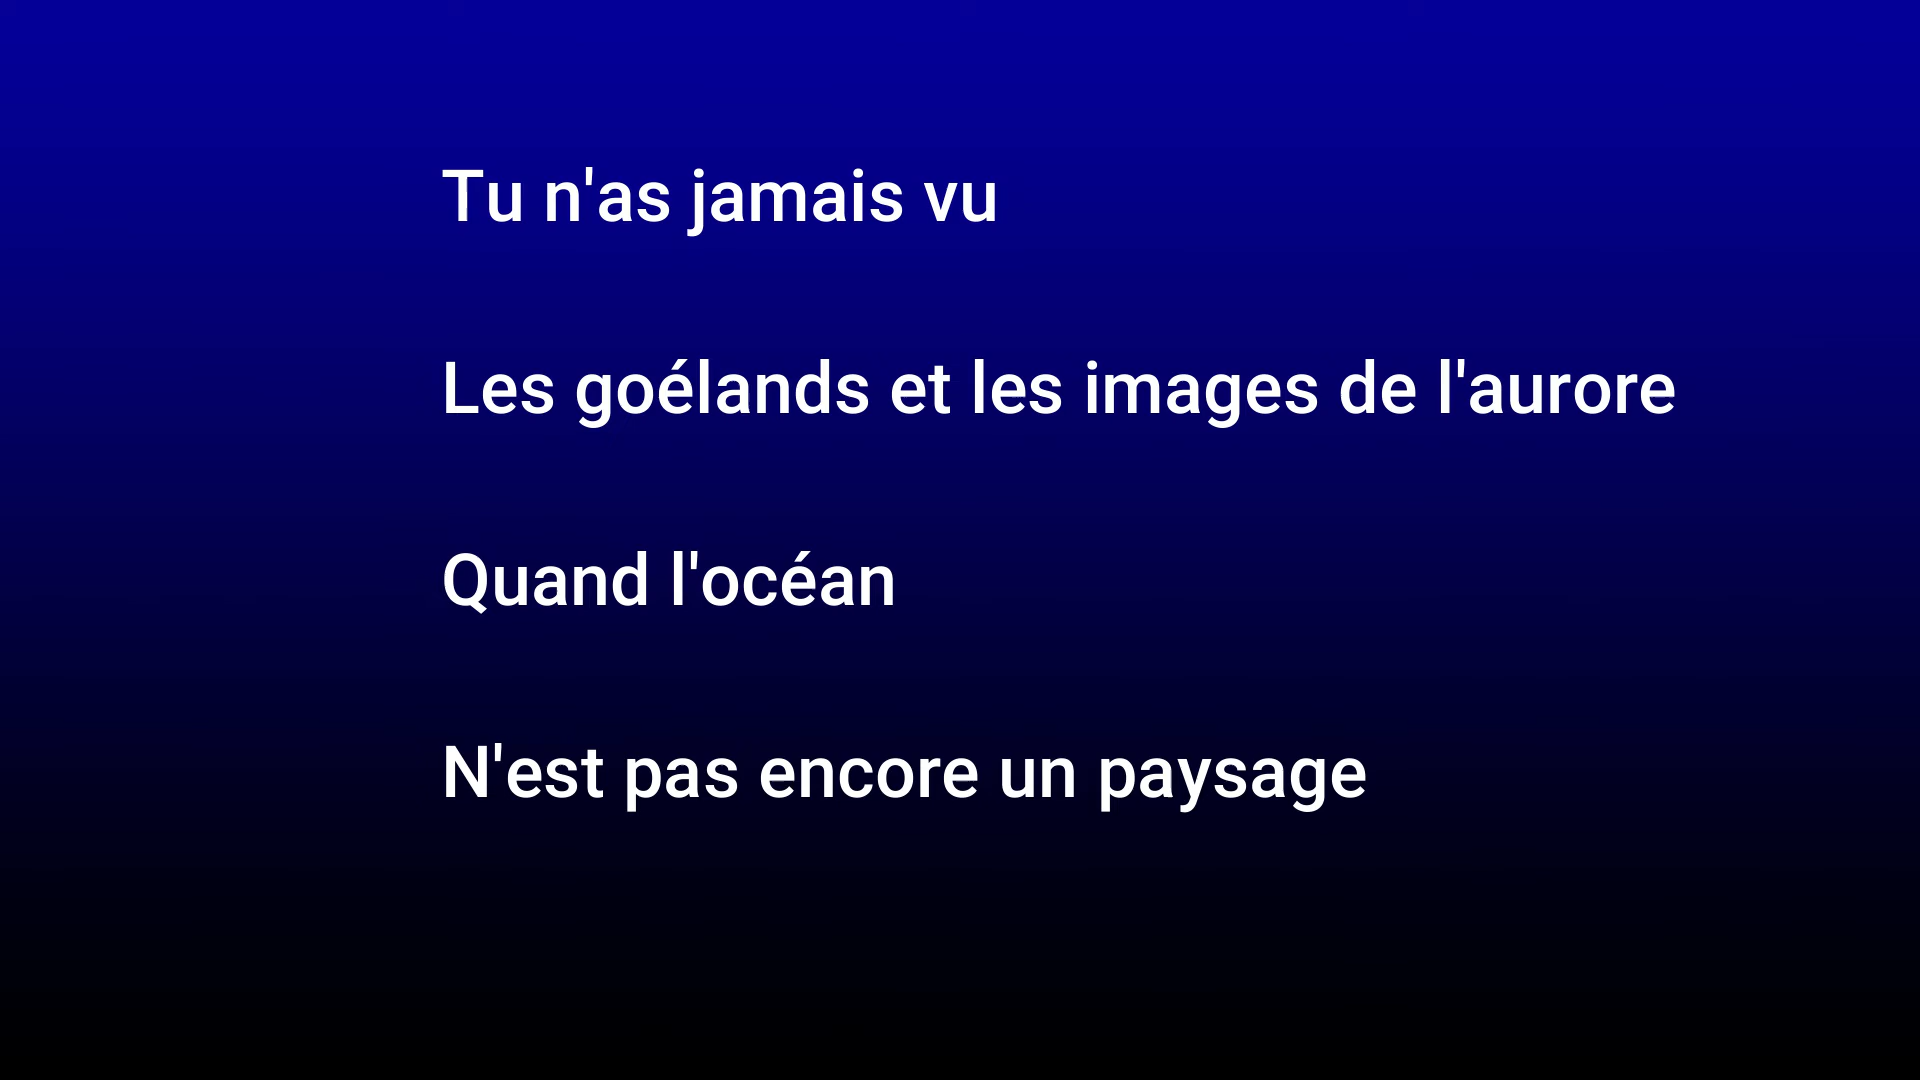 Tu n'as jamais vu
Les goélands et les images de l'aurore
Quand l'océan
N'est pas encore un paysage